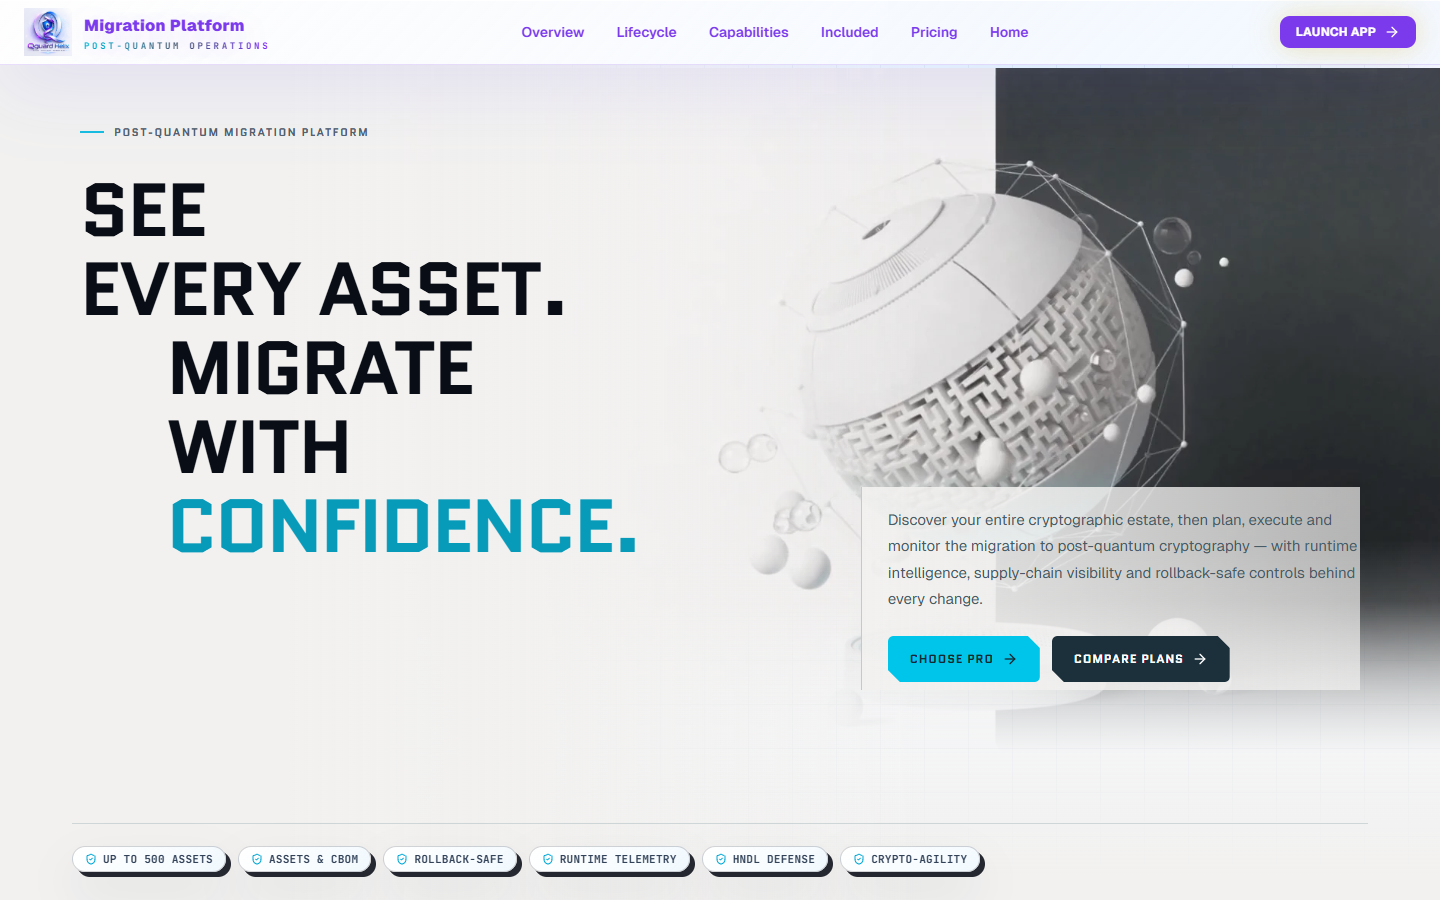 Qguard Helix
Migration Platform
POST-QUANTUM OPERATIONS
Overview
Lifecycle
Capabilities
Included
Pricing
Home
LAUNCH APP
POST-QUANTUM MIGRATION PLATFORM
SEE
EVERY ASSET.
MIGRATE
WITH
CONFIDENCE.
Discover your entire cryptographic estate, then plan, execute and
monitor the migration to post-quantum cryptography — with runtime
intelligence, supply-chain visibility and rollback-safe controls behind
every change.
CHOOSE PRO
COMPARE PLANS
UP TO 500 ASSETS
ASSETS & CBOM
ROLLBACK-SAFE
RUNTIME TELEMETRY
HNDL DEFENSE
CRYPTO-AGILITY